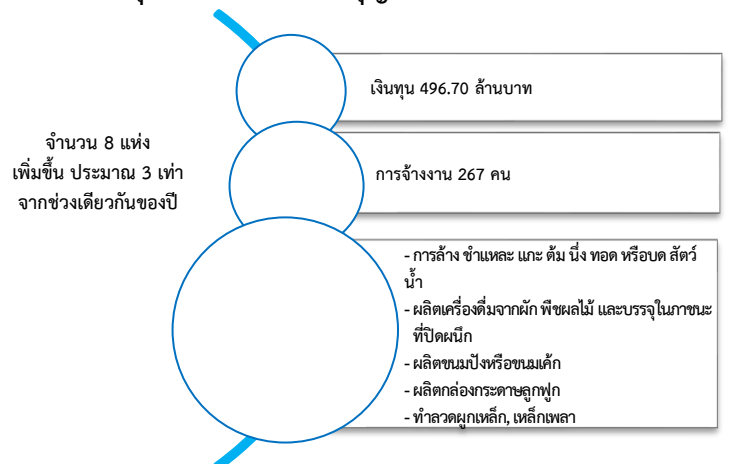 เงินทุน 496.70 ล้านบาท
จำนวน 8 แห่ง
เพิ่มขึ้น ประมาณ 3 เท่า
จากช่วงเดียวกันของปี
การจ้างงาน 267 คน
- การล้าง ชำแหละ แกะ ต้ม นึ่ง ทอด หรือบด สัตว์
น้ำ
- ผลิตเครื่องดื่มจากผัก พืชผลไม้ และบรรจุในภาชนะ
ที่ปิดผนึก
- ผลิตขนมปังหรือขนมเค้ก
- ผลิตกล่องกระดาษลูกฟูก
- ทำลวดผูกเหล็ก, เหล็กเพลา